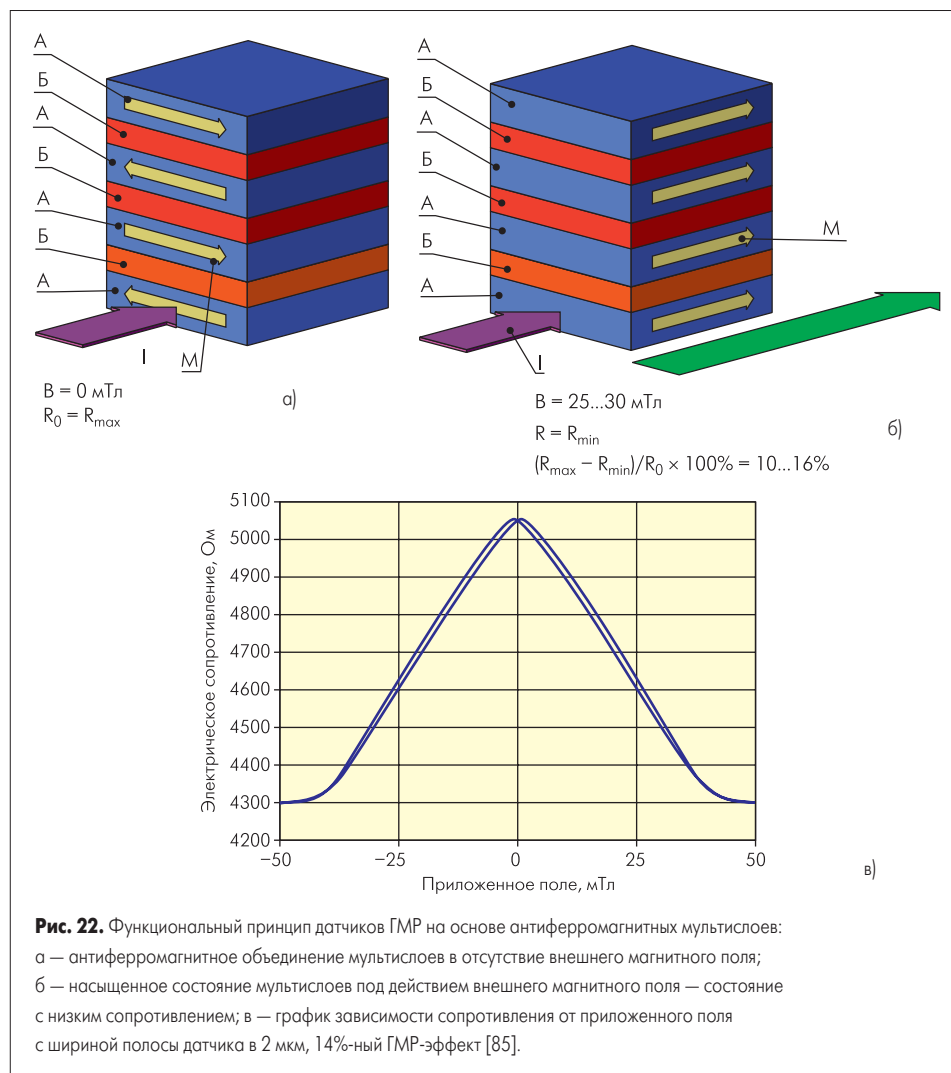 А
Б
А
Б
А
Б
А
I
М
B = 0 мТл
R0 = Rmax
а)
А
Б
А
Б
А
Б
А
М
I
B = 25...30 мТл
R = Rmin
(Rmax − Rmin)/R0 × 100% = 10...16%
б)
Электрическое сопротивление, Ом
5100
5000
4900
4800
4700
4600
4500
4400
4300
4200
−50 −25 0 25 50
Приложенное поле, мТл
в)
Рис. 22. Функциональный принцип датчиков ГМР на основе антиферромагнитных мультислоев:
а — антиферромагнитное объединение мультислоев в отсутствие внешнего магнитного поля;
б — насыщенное состояние мультислоев под действием внешнего магнитного поля — состояние
с низким сопротивлением; в — график зависимости сопротивления от приложенного поля
с шириной полосы датчика в 2 мкм, 14%-ный ГМР-эффект [85].